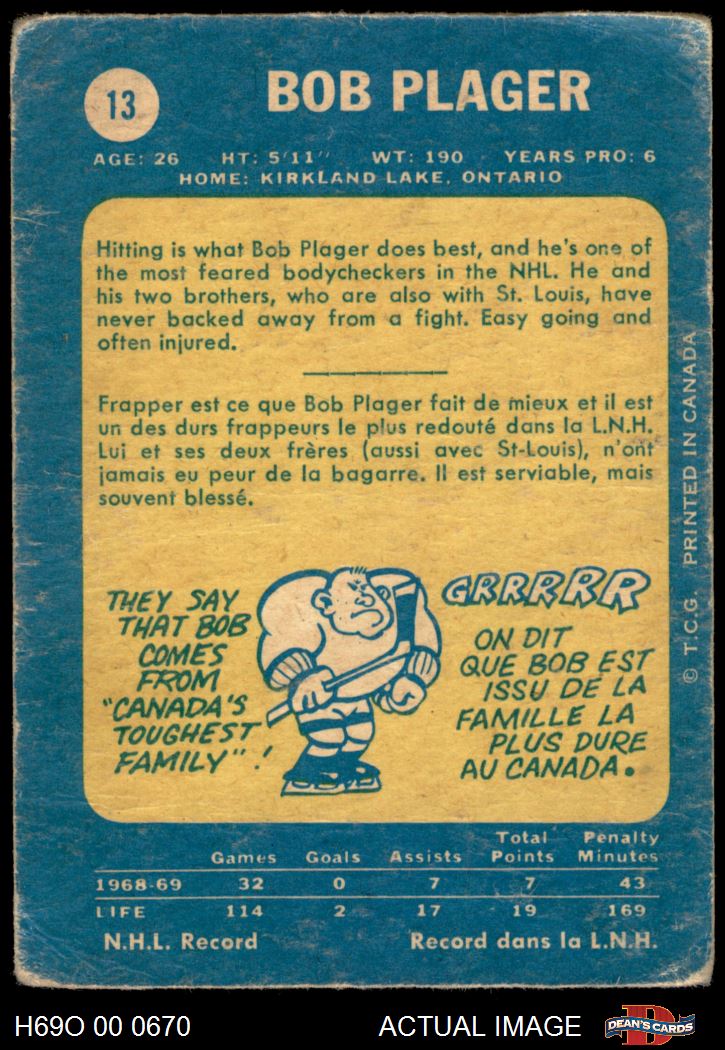 13
BOB PLAGER
AGE: 26 HT: 5'11" WT: 190 YEARS PRO: 6
HOME: KIRKLAND LAKE, ONTARIO
Hitting is what Bob Plager does best, and he's one of
the most feared bodycheckers in the NHL. He and
his two brothers, who are also with St. Louis, have
never backed away from a fight. Easy going and
often injured.
Frapper est ce que Bob Plager fait de mieux et il est
un des durs frappeurs le plus redouté dans la L.N.H.
Lui et ses deux frères (aussi avec St-Louis), n'ont
jamais eu peur de la bagarre. Il est serviable, mais
souvent blessé.
THEY SAY
THAT BOB
COMES
FROM
"CANADA'S
TOUGHEST
FAMILY" !
GRRRRR
ON DIT
QUE BOB EST
ISSU DE LA
FAMILLE LA
PLUS DURE
AU CANADA.
© T.C.G. PRINTED IN CANADA
Games Goals Assists Total Points Penalty Minutes
1968-69 32 0 7 7 43
LIFE 114 2 17 19 169
N.H.L. Record Record dans la L.N.H.
H69O 00 0670 ACTUAL IMAGE
D
DEAN'S CARDS